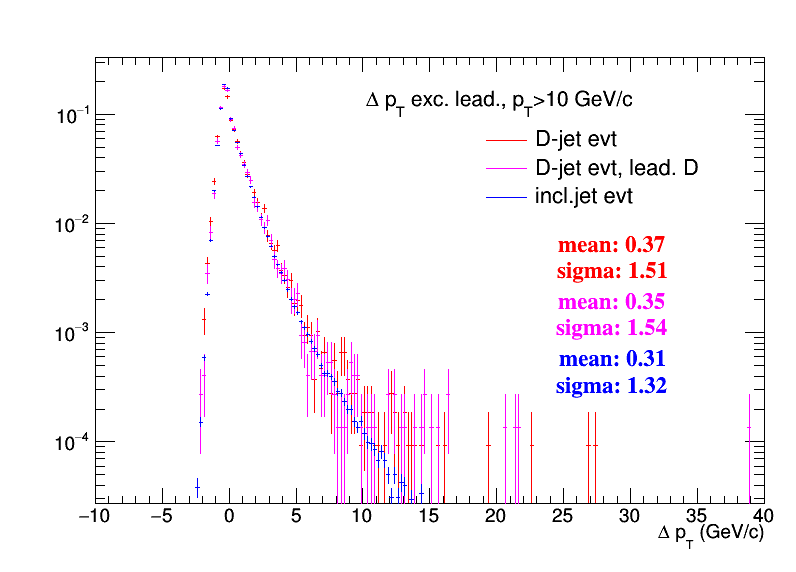 Δ p_T exc. lead., p_T>10 GeV/c
D-jet evt
D-jet evt, lead. D
incl.jet evt
mean: 0.37
sigma: 1.51
mean: 0.35
sigma: 1.54
mean: 0.31
sigma: 1.32
10⁻¹
10⁻²
10⁻³
10⁻⁴
−10 −5 0 5 10 15 20 25 30 35 40
Δ p_T (GeV/c)